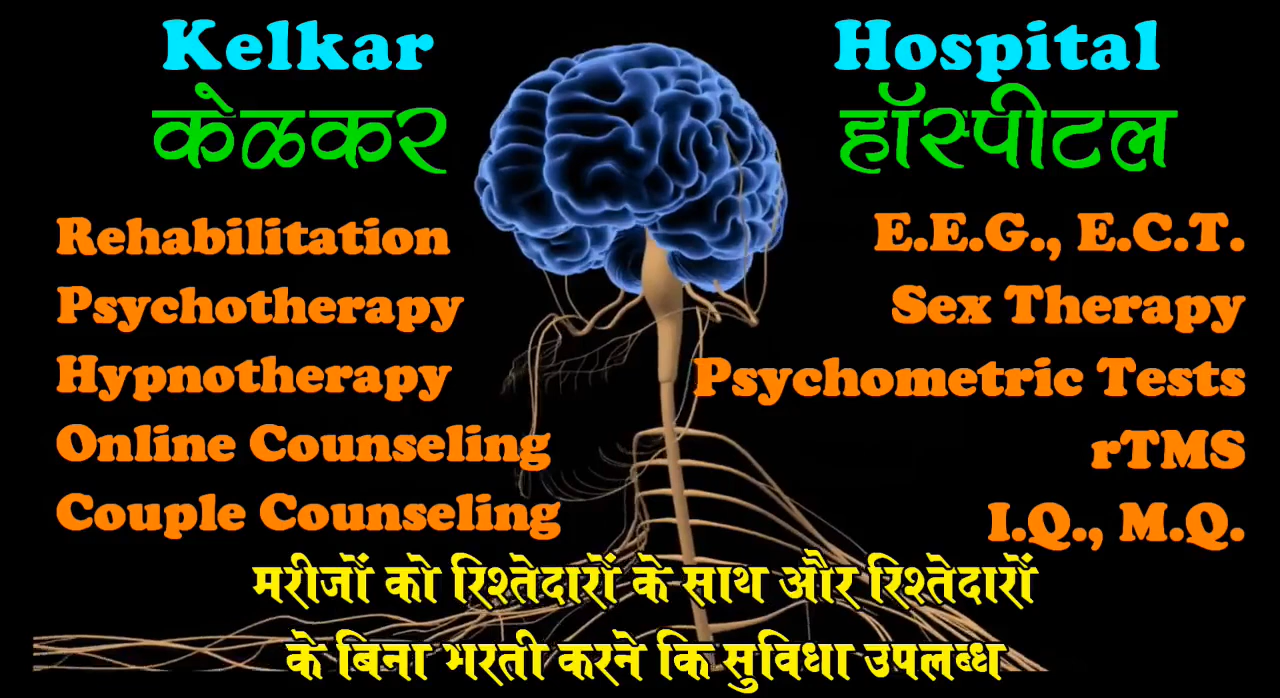 Kelkar Hospital
केळकर हॉस्पीटल
Rehabilitation
Psychotherapy
Hypnotherapy
Online Counseling
Couple Counseling
E.E.G., E.C.T.
Sex Therapy
Psychometric Tests
rTMS
I.Q., M.Q.
मरीजों को रिश्तेदारों के साथ और रिश्तेदारों
के बिना भरती करने कि सुविधा उपलब्ध